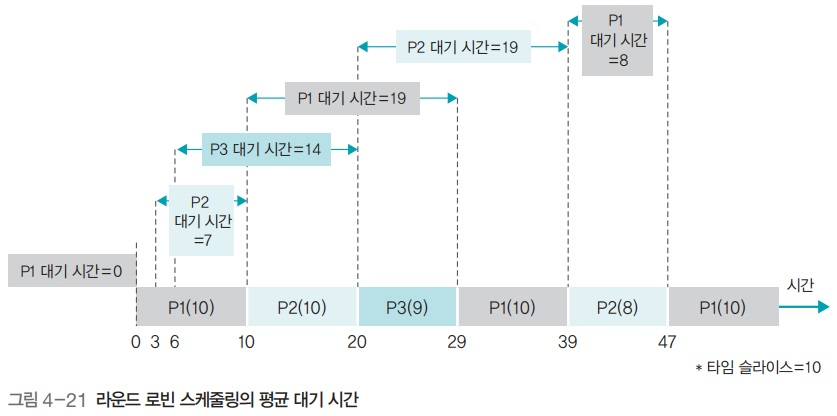 P1
대기 시간
=8
P2 대기 시간=19
P1 대기 시간=19
P3 대기 시간=14
P2
대기 시간
=7
P1 대기 시간=0
시간
P1(10) P2(10) P3(9) P1(10) P2(8) P1(10)
0 3 6 10 20 29 39 47
* 타임 슬라이스=10
그림 4-21 라운드 로빈 스케줄링의 평균 대기 시간